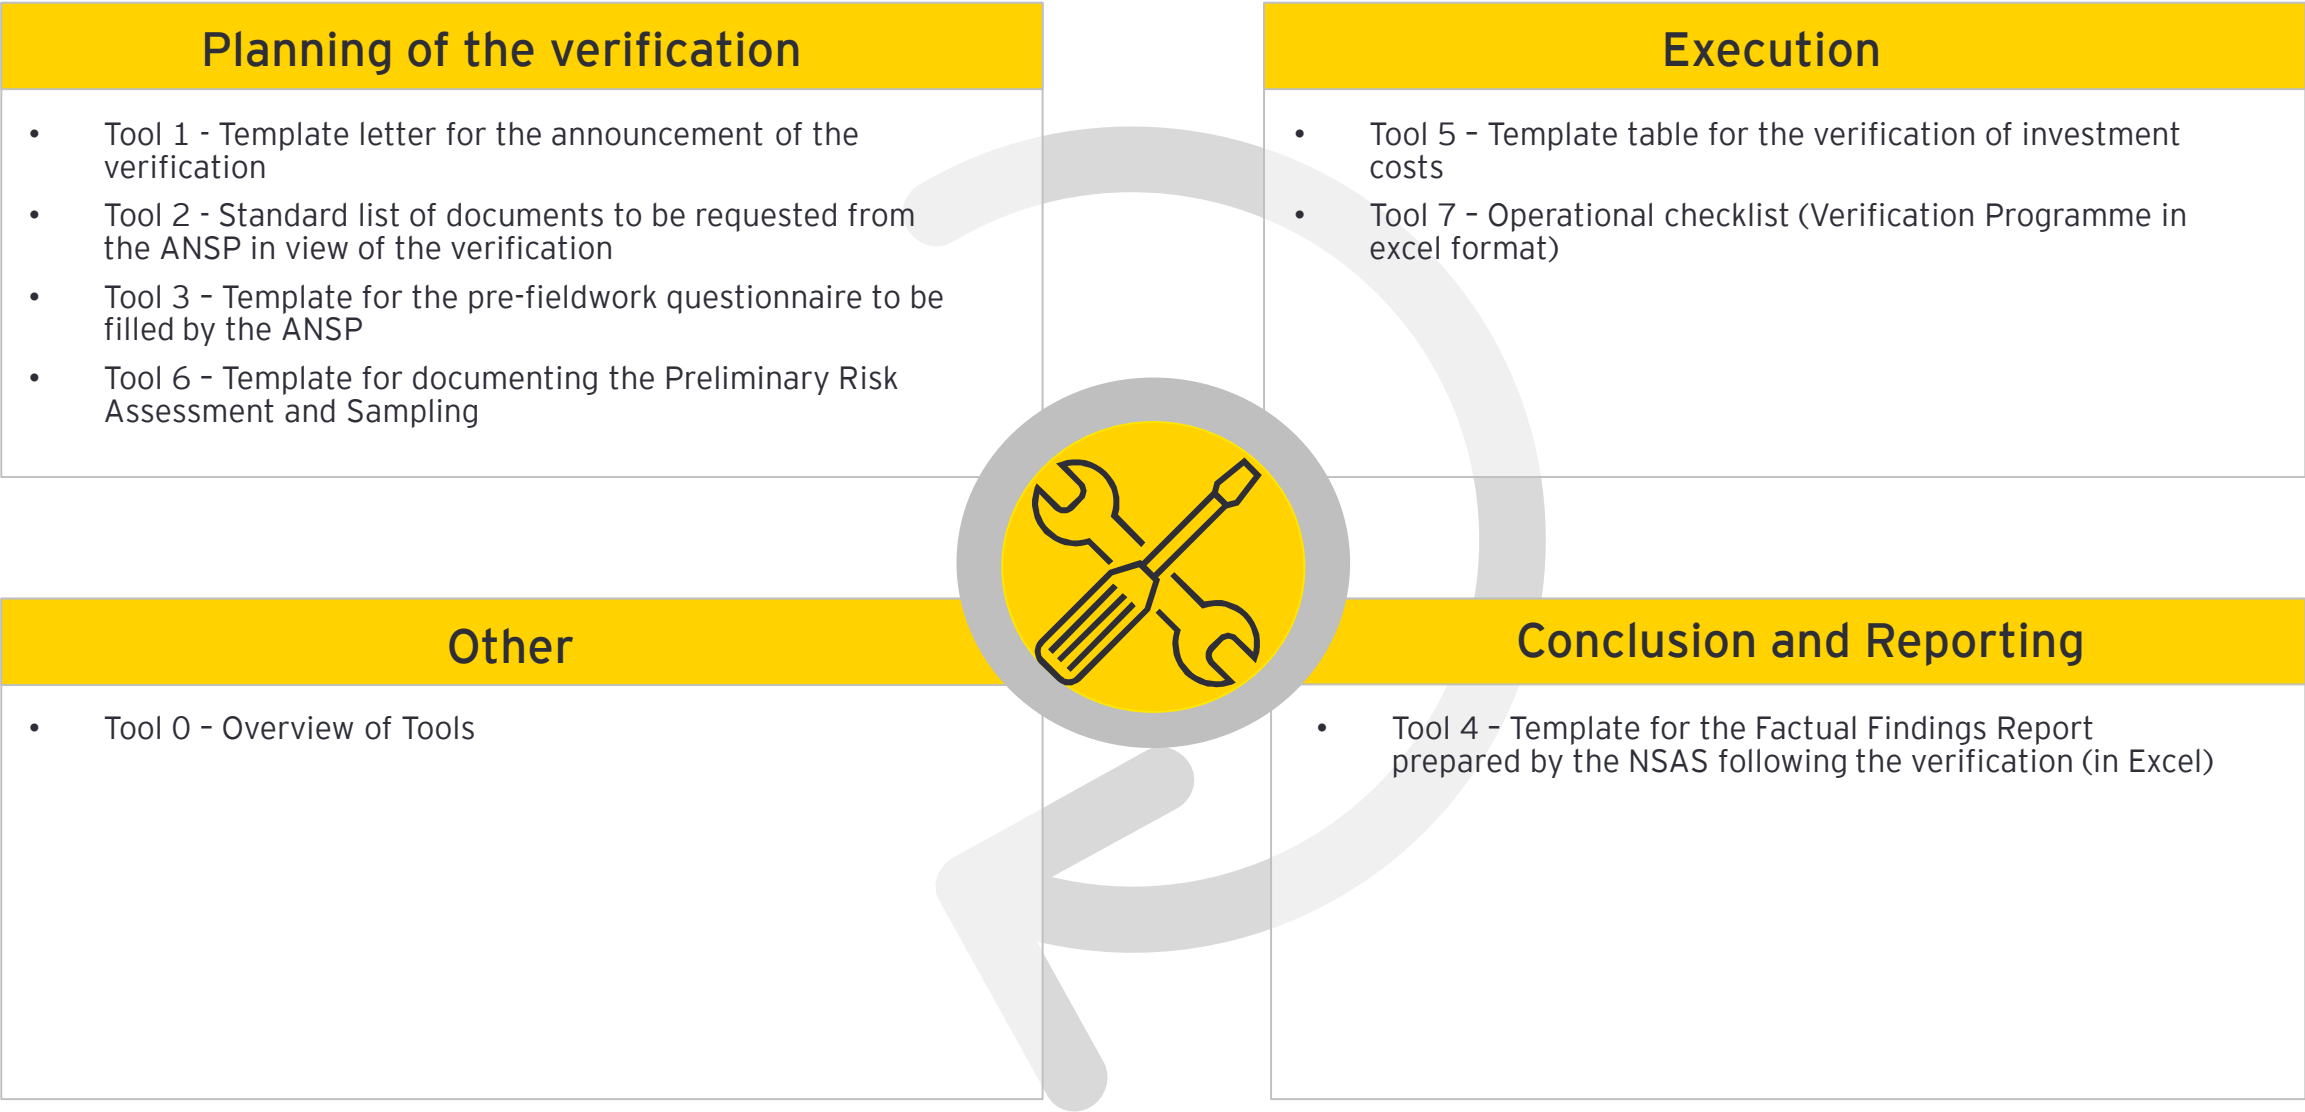 Planning of the verification
• Tool 1 - Template letter for the announcement of the
verification
• Tool 2 - Standard list of documents to be requested from
the ANSP in view of the verification
• Tool 3 – Template for the pre-fieldwork questionnaire to be
filled by the ANSP
• Tool 6 – Template for documenting the Preliminary Risk
Assessment and Sampling
Execution
• Tool 5 – Template table for the verification of investment
costs
• Tool 7 – Operational checklist (Verification Programme in
excel format)
Other
• Tool 0 – Overview of Tools
Conclusion and Reporting
• Tool 4 – Template for the Factual Findings Report
prepared by the NSAS following the verification (in Excel)